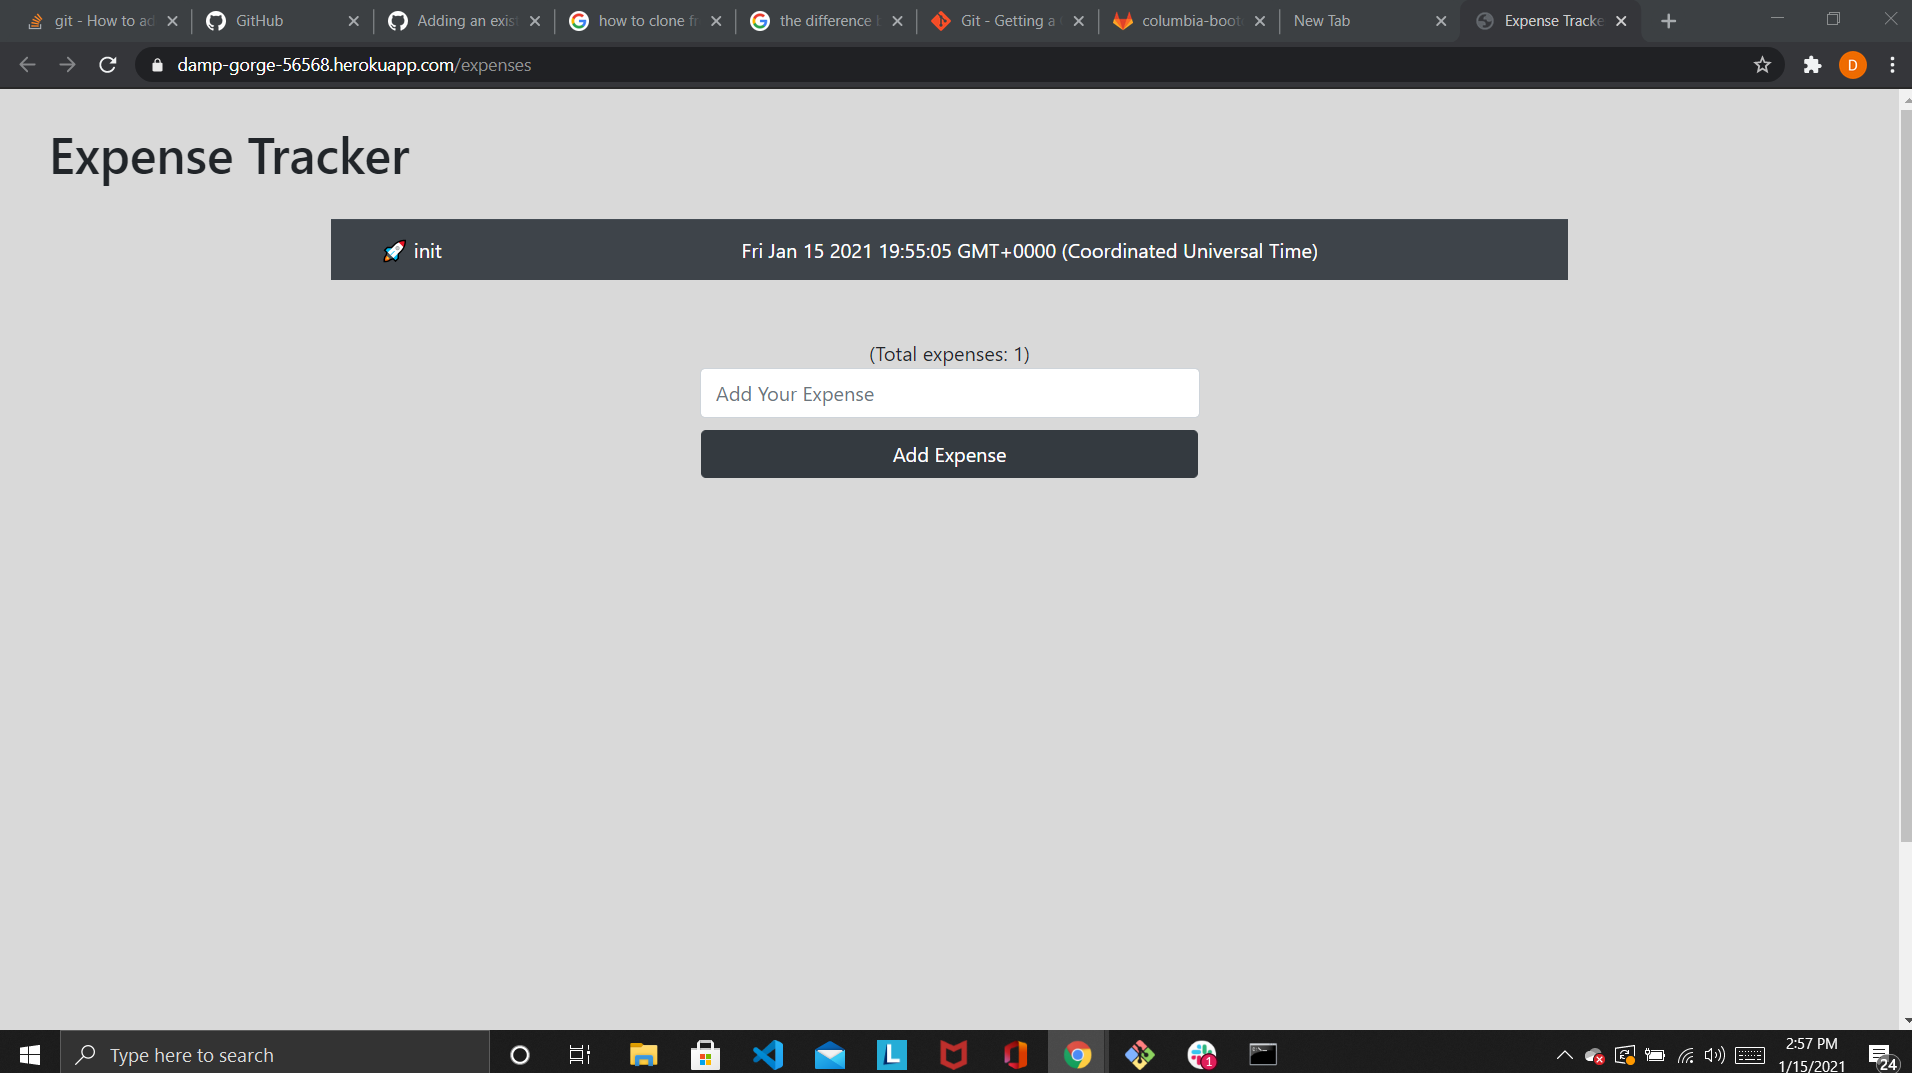 git - How to ad
GitHub
Adding an exis
how to clone fr
the difference
Git - Getting a
columbia-boot
New Tab
Expense Tracke
damp-gorge-56568.herokuapp.com/expenses
D
Expense Tracker
🚀 init Fri Jan 15 2021 19:55:05 GMT+0000 (Coordinated Universal Time)
(Total expenses: 1)
Add Your Expense
Add Expense
Type here to search
L
1
2:57 PM
1/15/2021
24